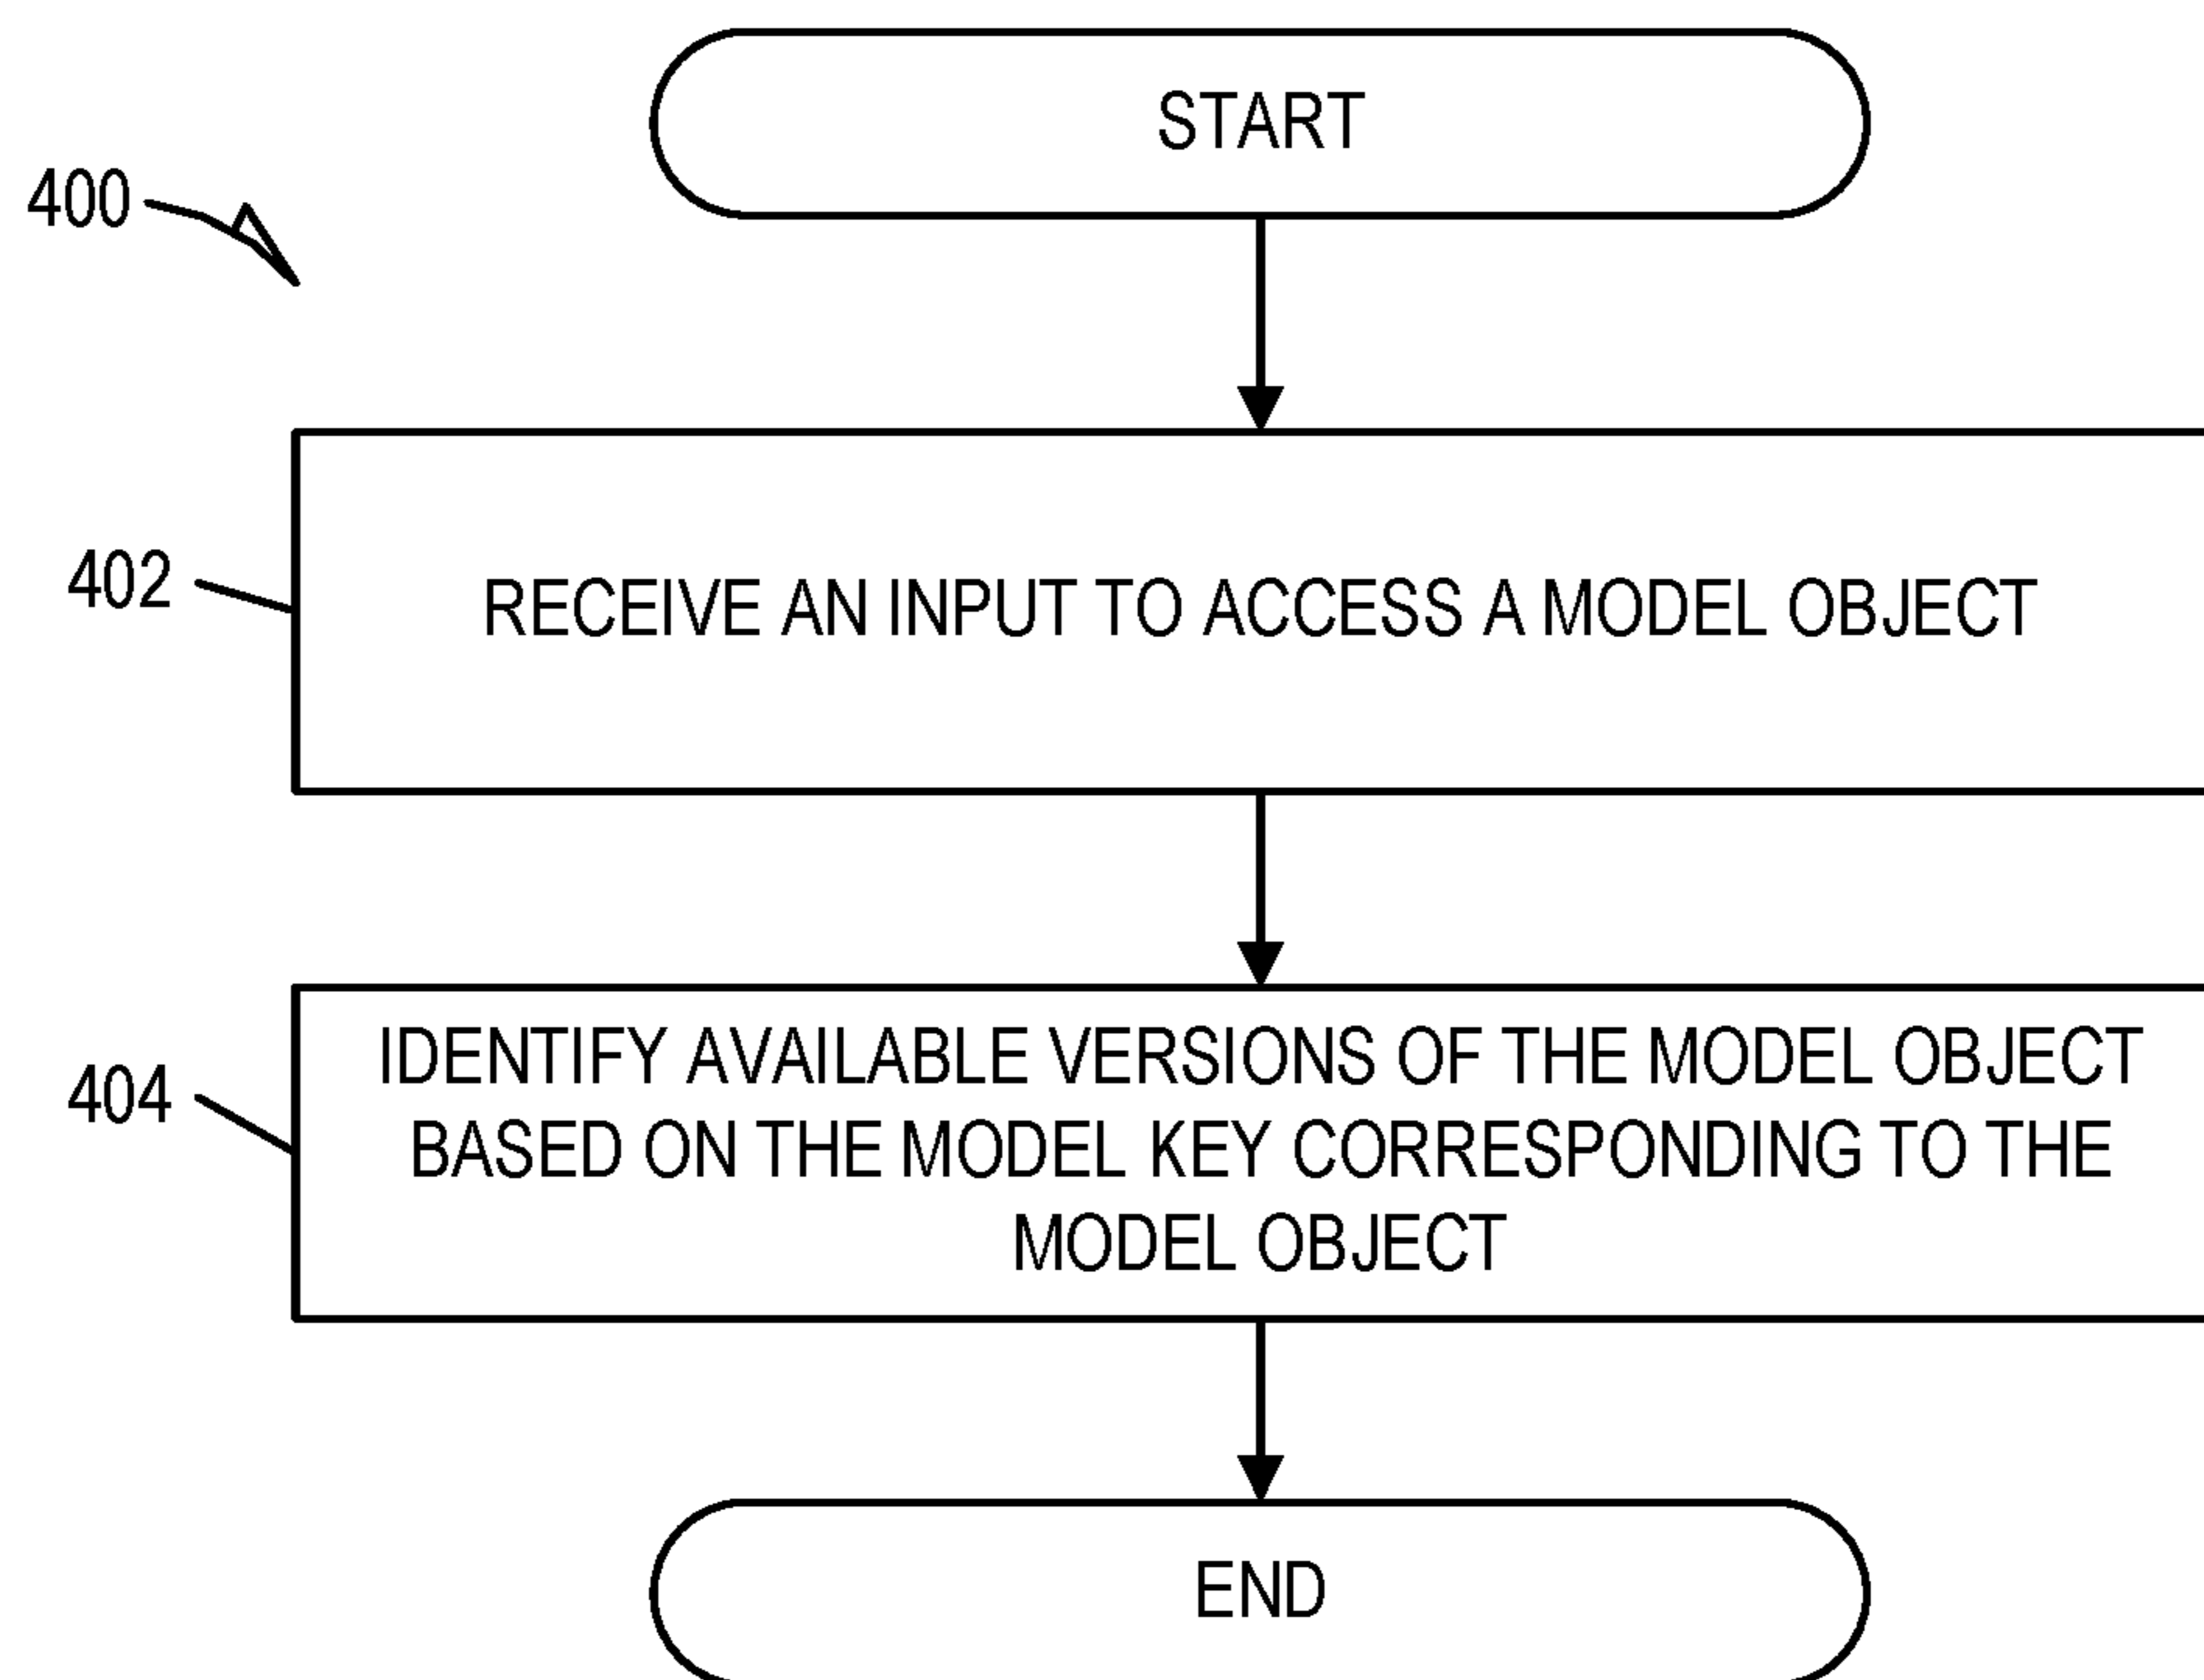 START
400
402
RECEIVE AN INPUT TO ACCESS A MODEL OBJECT
404
IDENTIFY AVAILABLE VERSIONS OF THE MODEL OBJECT
BASED ON THE MODEL KEY CORRESPONDING TO THE
MODEL OBJECT
END